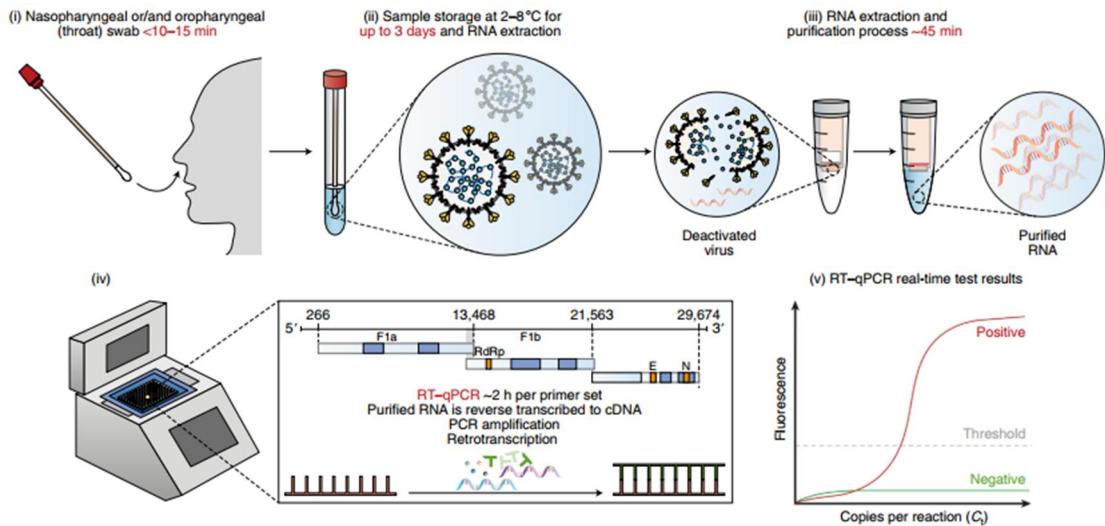 (i) Nasopharyngeal or/and oropharyngeal
(throat) swab <10–15 min
(ii) Sample storage at 2–8 °C for
up to 3 days and RNA extraction
(iii) RNA extraction and
purification process ~45 min
Deactivated
virus
Purified
RNA
(iv)
266 13,468 21,563 29,674
5′ 3′
F1a F1b
RdRp E N
RT–qPCR ~2 h per primer set
Purified RNA is reverse transcribed to cDNA
PCR amplification
Retrotranscription
(v) RT–qPCR real-time test results
Fluorescence
Positive
Threshold
Negative
Copies per reaction (Ct)